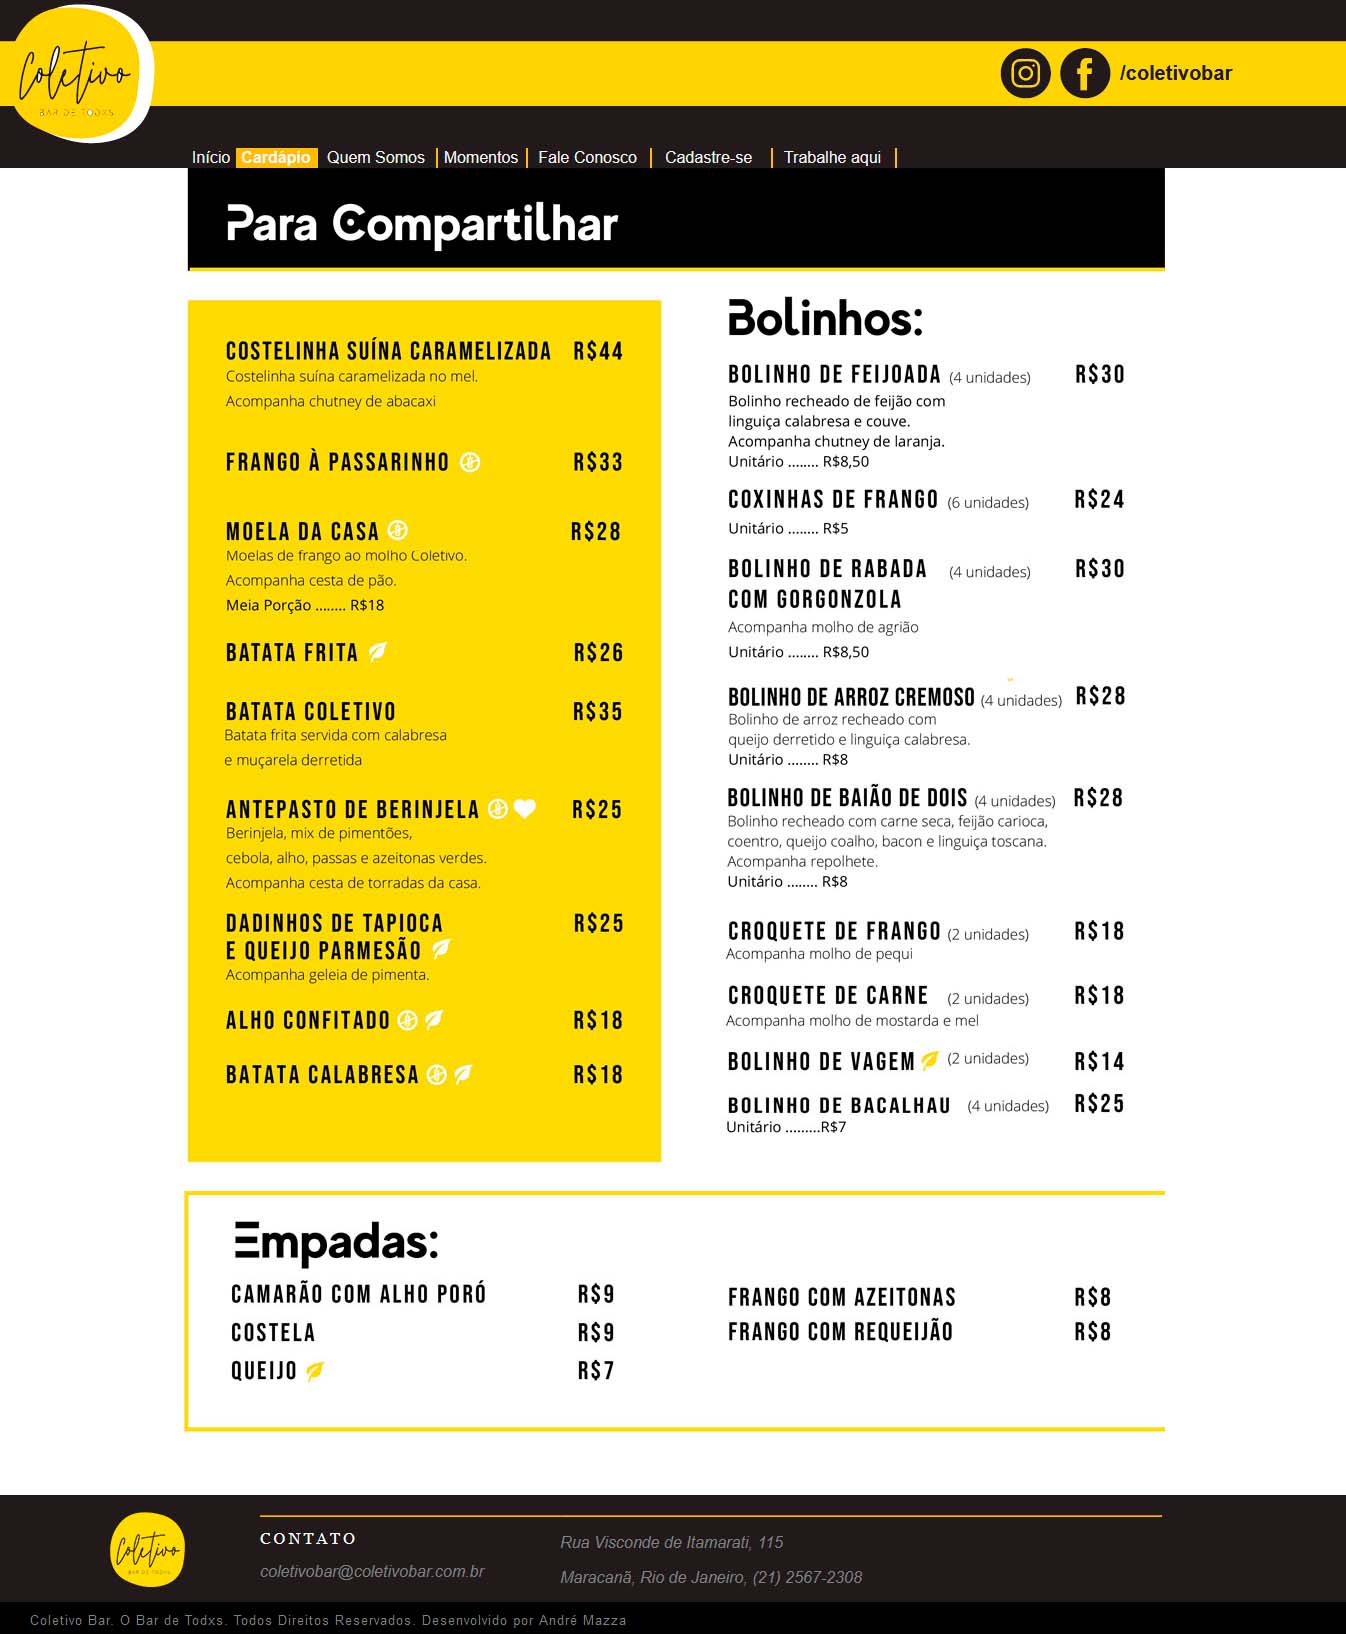 Coletivo
BAR DE TODXS
/coletivobar
Início Cardápio Quem Somos Momentos Fale Conosco Cadastre-se Trabalhe aqui
Para Compartilhar
COSTELINHA SUÍNA CARAMELIZADA R$44
Costelinha suína caramelizada no mel.
Acompanha chutney de abacaxi
FRANGO À PASSARINHO R$33
MOELA DA CASA R$28
Moelas de frango ao molho Coletivo.
Acompanha cesta de pão.
Meia Porção ........ R$18
BATATA FRITA R$26
BATATA COLETIVO R$35
Batata frita servida com calabresa
e muçarela derretida
ANTEPASTO DE BERINJELA R$25
Berinjela, mix de pimentões,
cebola, alho, passas e azeitonas verdes.
Acompanha cesta de torradas da casa.
DADINHOS DE TAPIOCA R$25
E QUEIJO PARMESÃO
Acompanha geleia de pimenta.
ALHO CONFITADO R$18
BATATA CALABRESA R$18
Bolinhos:
BOLINHO DE FEIJOADA (4 unidades) R$30
Bolinho recheado de feijão com
linguiça calabresa e couve.
Acompanha chutney de laranja.
Unitário ........ R$8,50
COXINHAS DE FRANGO (6 unidades) R$24
Unitário ........ R$5
BOLINHO DE RABADA (4 unidades) R$30
COM GORGONZOLA
Acompanha molho de agrião
Unitário ........ R$8,50
BOLINHO DE ARROZ CREMOSO (4 unidades) R$28
Bolinho de arroz recheado com
queijo derretido e linguiça calabresa.
Unitário ........ R$8
BOLINHO DE BAIÃO DE DOIS (4 unidades) R$28
Bolinho recheado com carne seca, feijão carioca,
coentro, queijo coalho, bacon e linguiça toscana.
Acompanha repolhete.
Unitário ........ R$8
CROQUETE DE FRANGO (2 unidades) R$18
Acompanha molho de pequi
CROQUETE DE CARNE (2 unidades) R$18
Acompanha molho de mostarda e mel
BOLINHO DE VAGEM (2 unidades) R$14
BOLINHO DE BACALHAU (4 unidades) R$25
Unitário .........R$7
Empadas:
CAMARÃO COM ALHO PORÓ R$9
COSTELA R$9
QUEIJO R$7
FRANGO COM AZEITONAS R$8
FRANGO COM REQUEIJÃO R$8
Coletivo
BAR DE TODXS
CONTATO
coletivobar@coletivobar.com.br
Rua Visconde de Itamarati, 115
Maracanã, Rio de Janeiro, (21) 2567-2308
Coletivo Bar. O Bar de Todxs. Todos Direitos Reservados. Desenvolvido por André Mazza